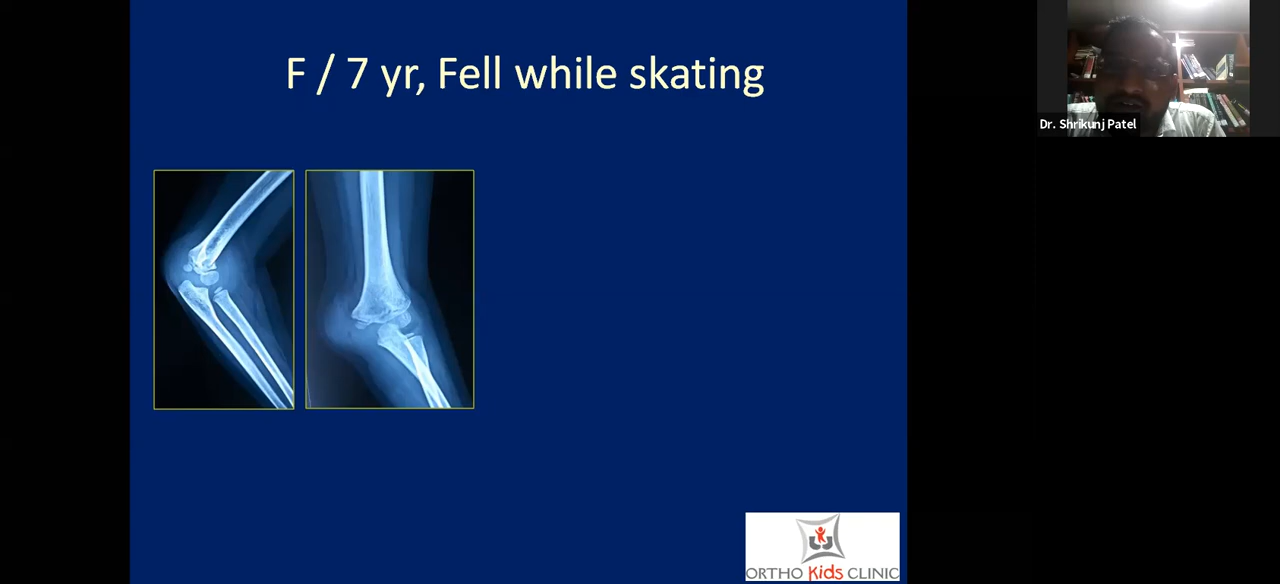 F / 7 yr, Fell while skating
Dr. Shrikunj Patel
ORTHO Kids CLINIC